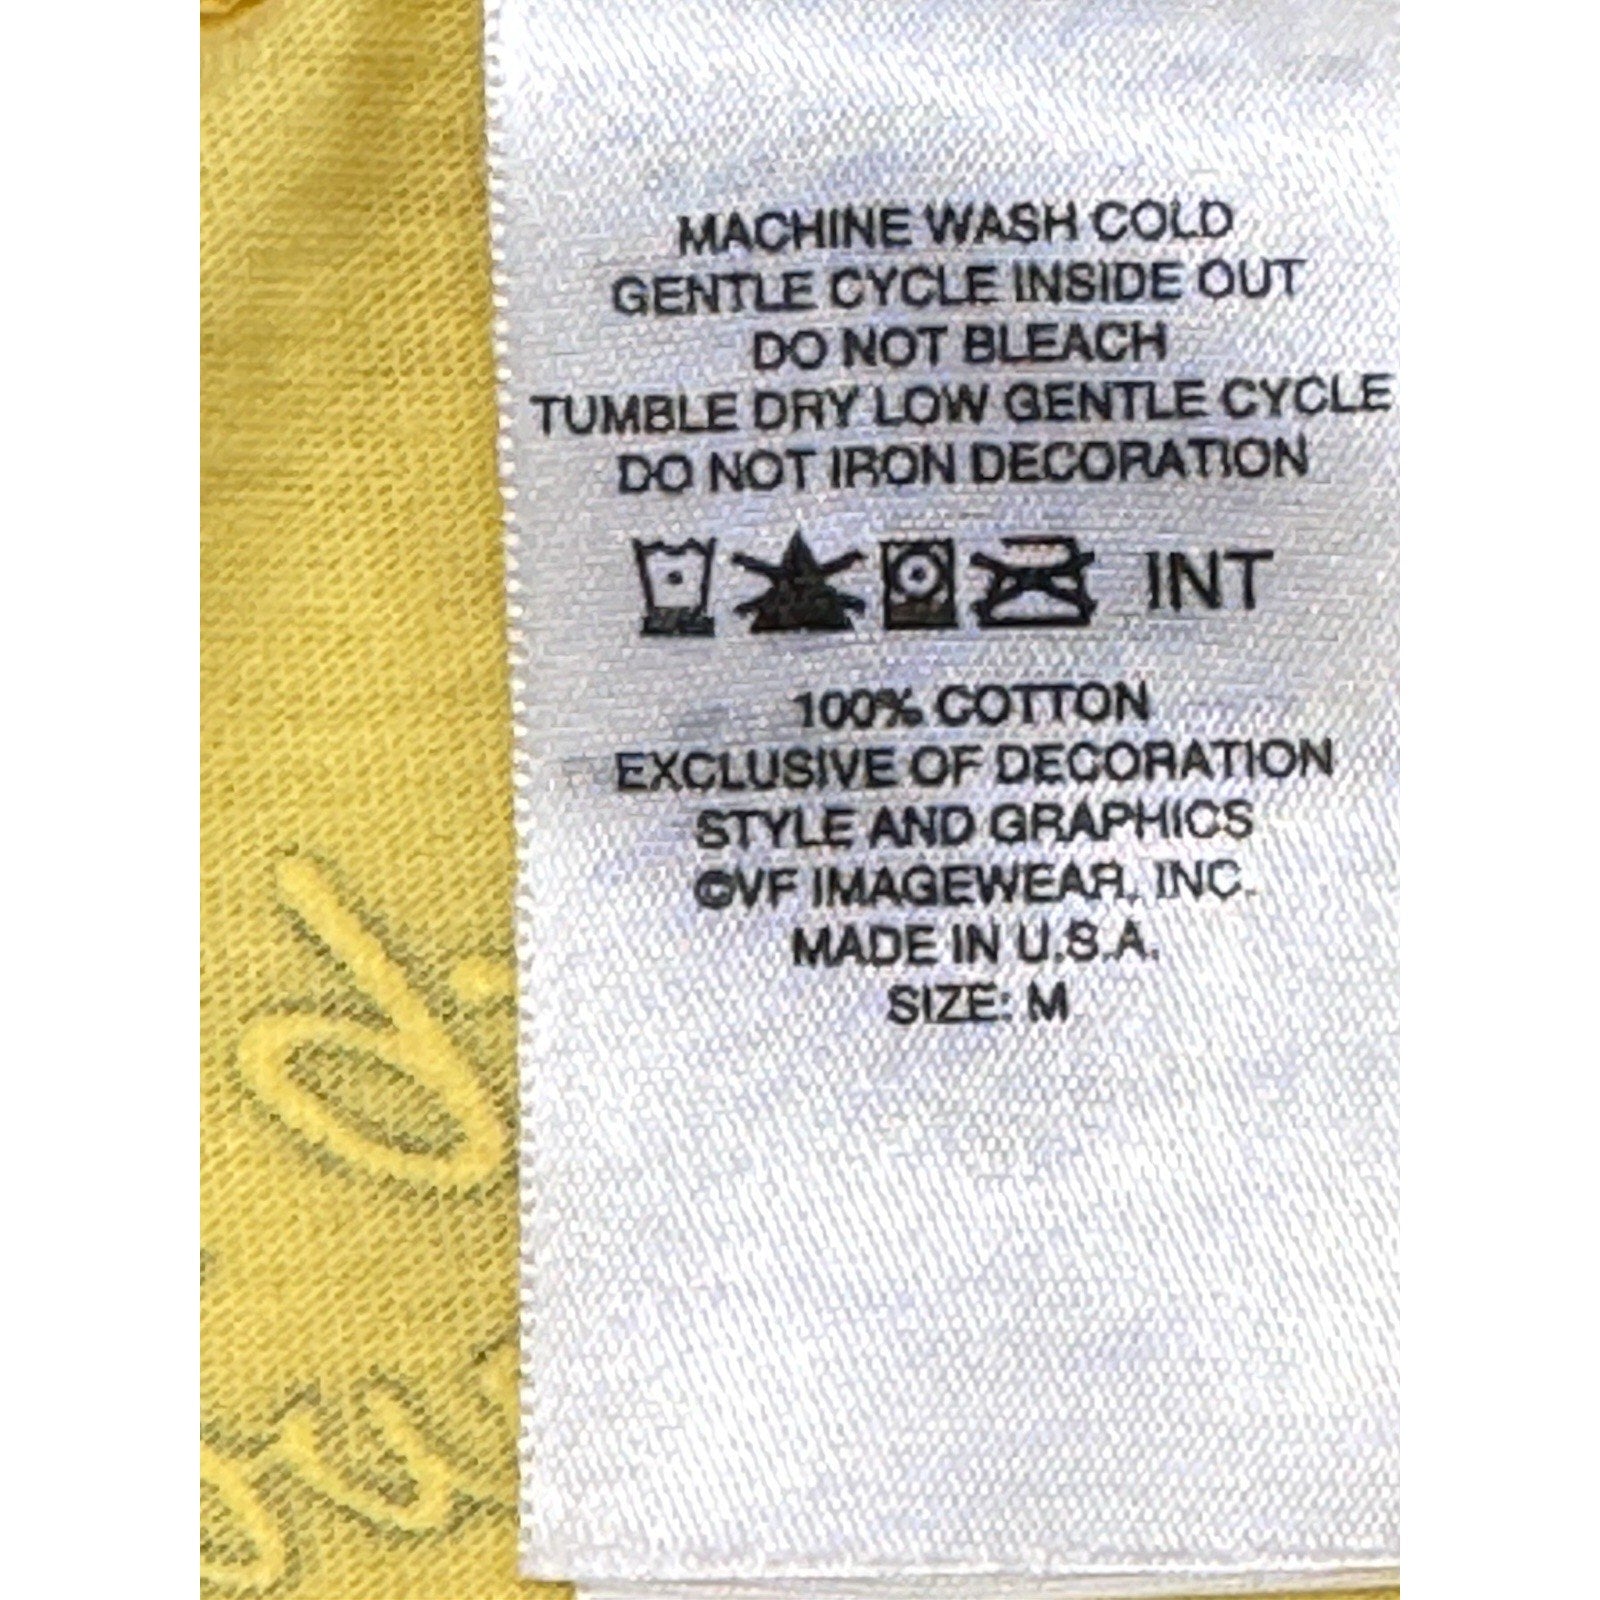 MACHINE WASH COLD
GENTLE CYCLE INSIDE OUT
DO NOT BLEACH
TUMBLE DRY LOW GENTLE CYCLE
DO NOT IRON DECORATION
INT
100% COTTON
EXCLUSIVE OF DECORATION
STYLE AND GRAPHICS
©VF IMAGEWEAR, INC.
MADE IN U.S.A.
SIZE: M